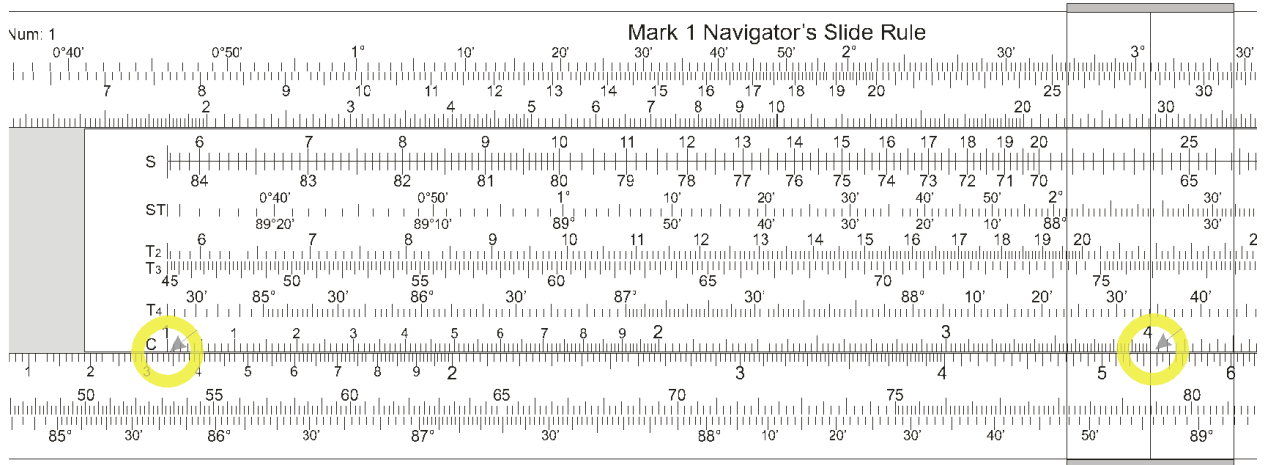 Num: 1 Mark 1 Navigator's Slide Rule
0°40' 0°50' 1° 10' 20' 30' 40' 50' 2° 30' 3° 30'
7 8 9 10 11 12 13 14 15 16 17 18 19 20 25 30
2 3 4 5 6 7 8 9 10 20 30
6 7 8 9 10 11 12 13 14 15 16 17 18 19 20 25
S
84 83 82 81 80 79 78 77 76 75 74 73 72 71 70 65
ST 0°40' 0°50' 1° 10' 20' 30' 40' 50' 2° 30'
89°20' 89°10' 89° 50' 40' 30' 20' 10' 88° 30'
T2 6 7 8 9 10 11 12 13 14 15 16 17 18 19 20 2
T3
45 50 55 60 65 70 75
T4 30' 85° 30' 86° 30' 87° 30' 88° 10' 20' 30' 40'
C 1 1 2 3 4 5 6 7 8 9 2 3 4
1 2 3 4 5 6 7 8 9 2 3 4 5 6
50 55 60 65 70 75 80
85° 30' 86° 30' 87° 30' 88° 10' 20' 30' 40' 50' 89°